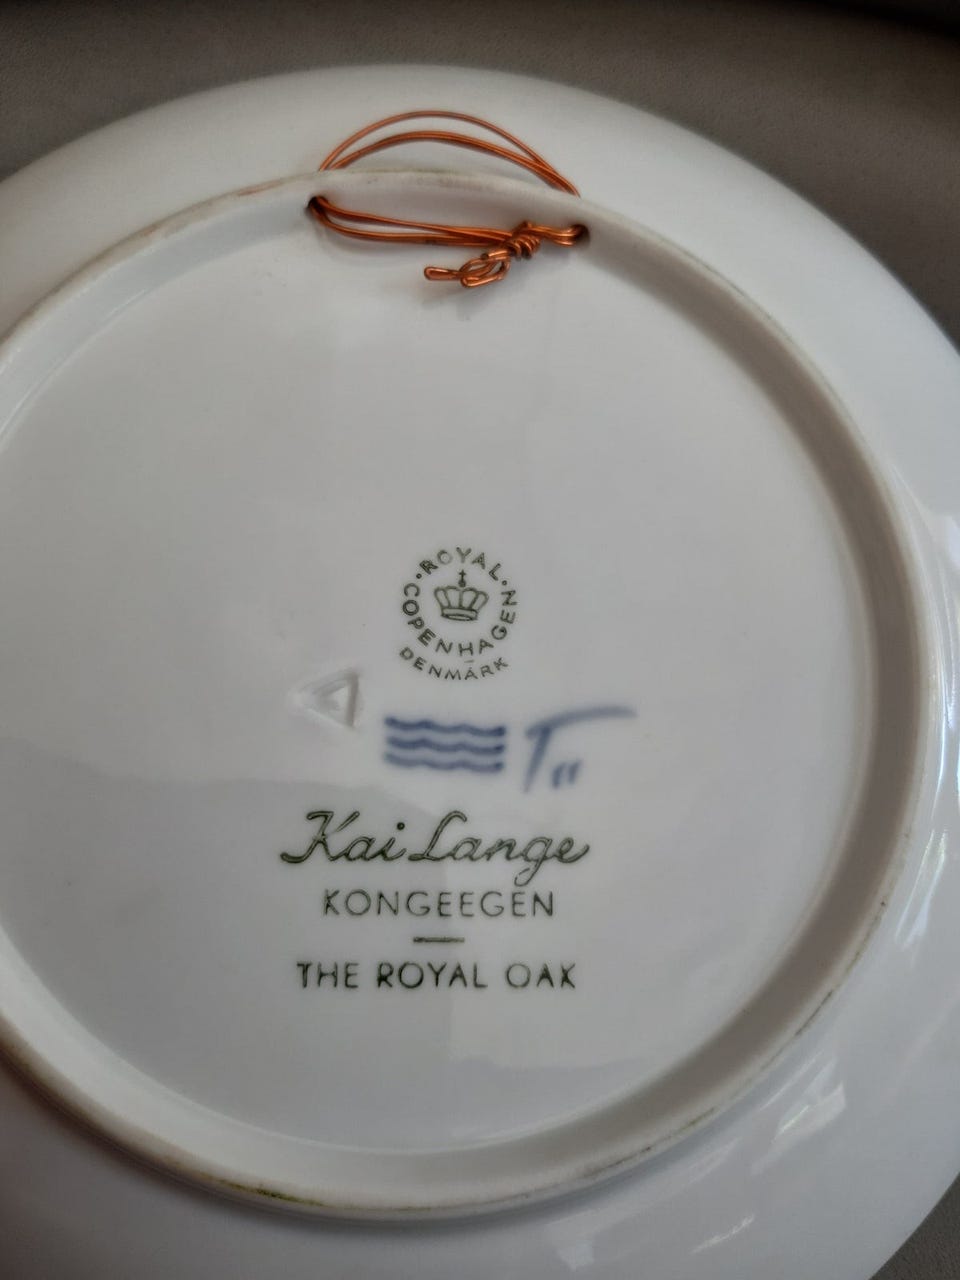 ROYAL
COPENHAGEN
DENMARK
T"
Kai Lange
KONGEEGEN
THE ROYAL OAK